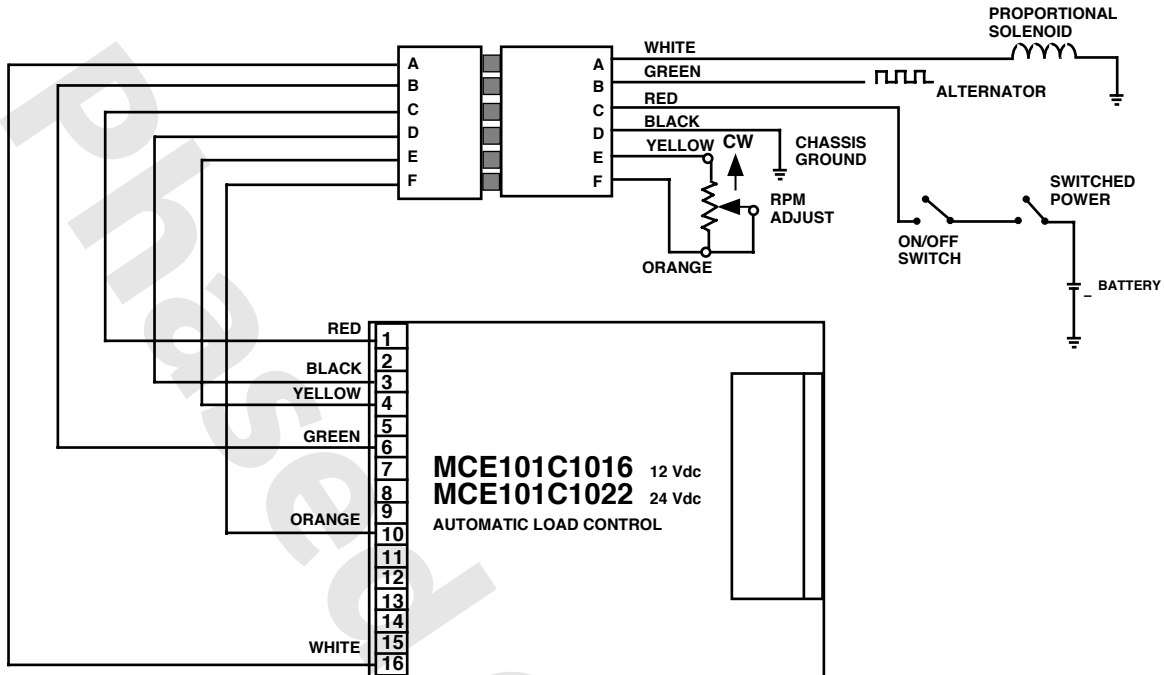 PROPORTIONAL
SOLENOID
WHITE
GREEN
ALTERNATOR
RED
BLACK
YELLOW
CW
CHASSIS
GROUND
RPM
ADJUST
ORANGE
SWITCHED
POWER
ON/OFF
SWITCH
BATTERY
–
A
B
C
D
E
F
A
B
C
D
E
F
RED
BLACK
YELLOW
GREEN
ORANGE
WHITE
1
2
3
4
5
6
7
8
9
10
11
12
13
14
15
16
MCE101C1016 12 Vdc
MCE101C1022 24 Vdc
AUTOMATIC LOAD CONTROL
Phased